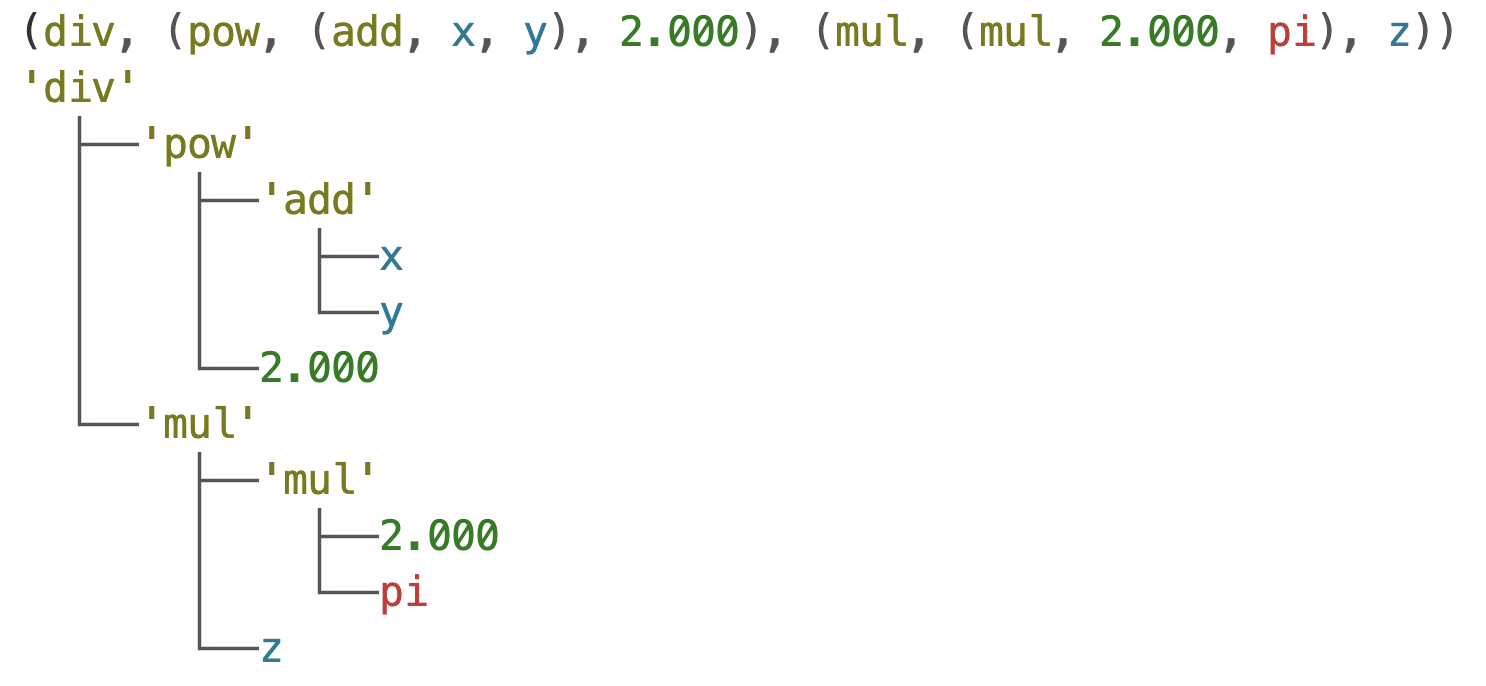 (div, (pow, (add, x, y), 2.000), (mul, (mul, 2.000, pi), z))
'div'
'pow'
'add'
x
y
2.000
'mul'
'mul'
2.000
pi
z